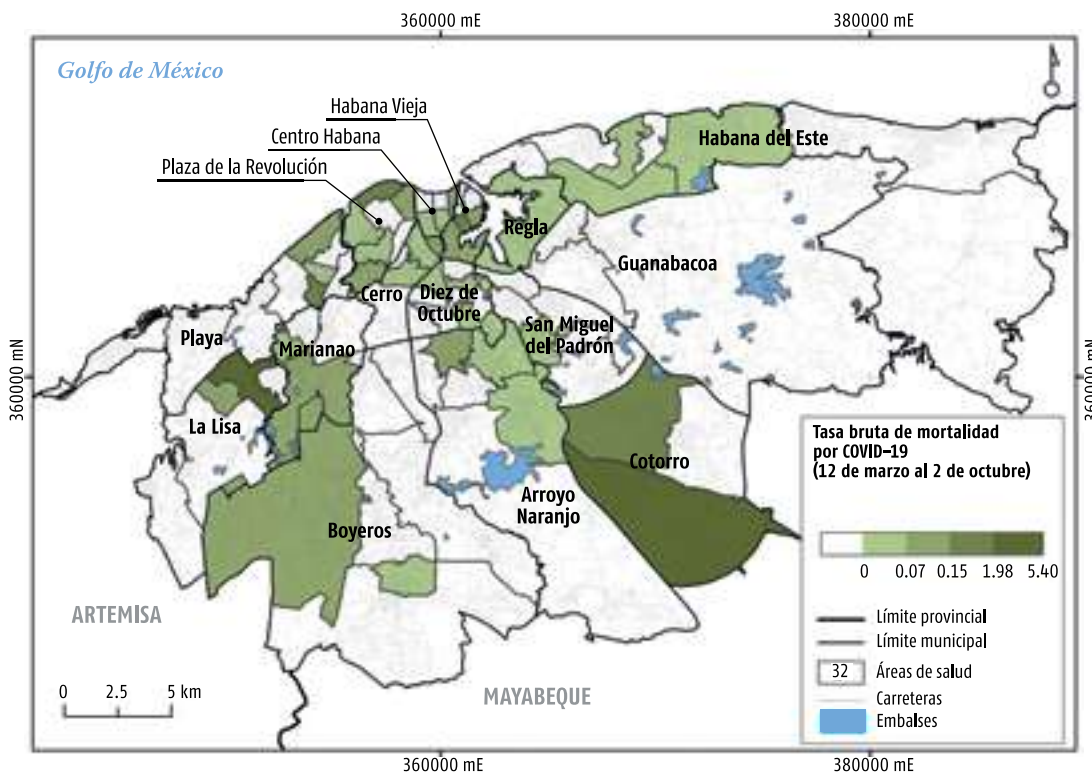 360000 mE
380000 mE
Golfo de México
Habana Vieja
Centro Habana
Plaza de la Revolución
Habana del Este
Regla
Guanabacoa
Cerro
Diez de
Octubre
San Miguel
del Padrón
Playa
Marianao
360000 mN
360000 mN
La Lisa
Cotorro
Arroyo
Naranjo
Boyeros
ARTEMISA
MAYABEQUE
0 2.5 5 km
Tasa bruta de mortalidad
por COVID–19
(12 de marzo al 2 de octubre)
0 0.07 0.15 1.98 5.40
Límite provincial
Límite municipal
32 Áreas de salud
Carreteras
Embalses
360000 mE
380000 mE